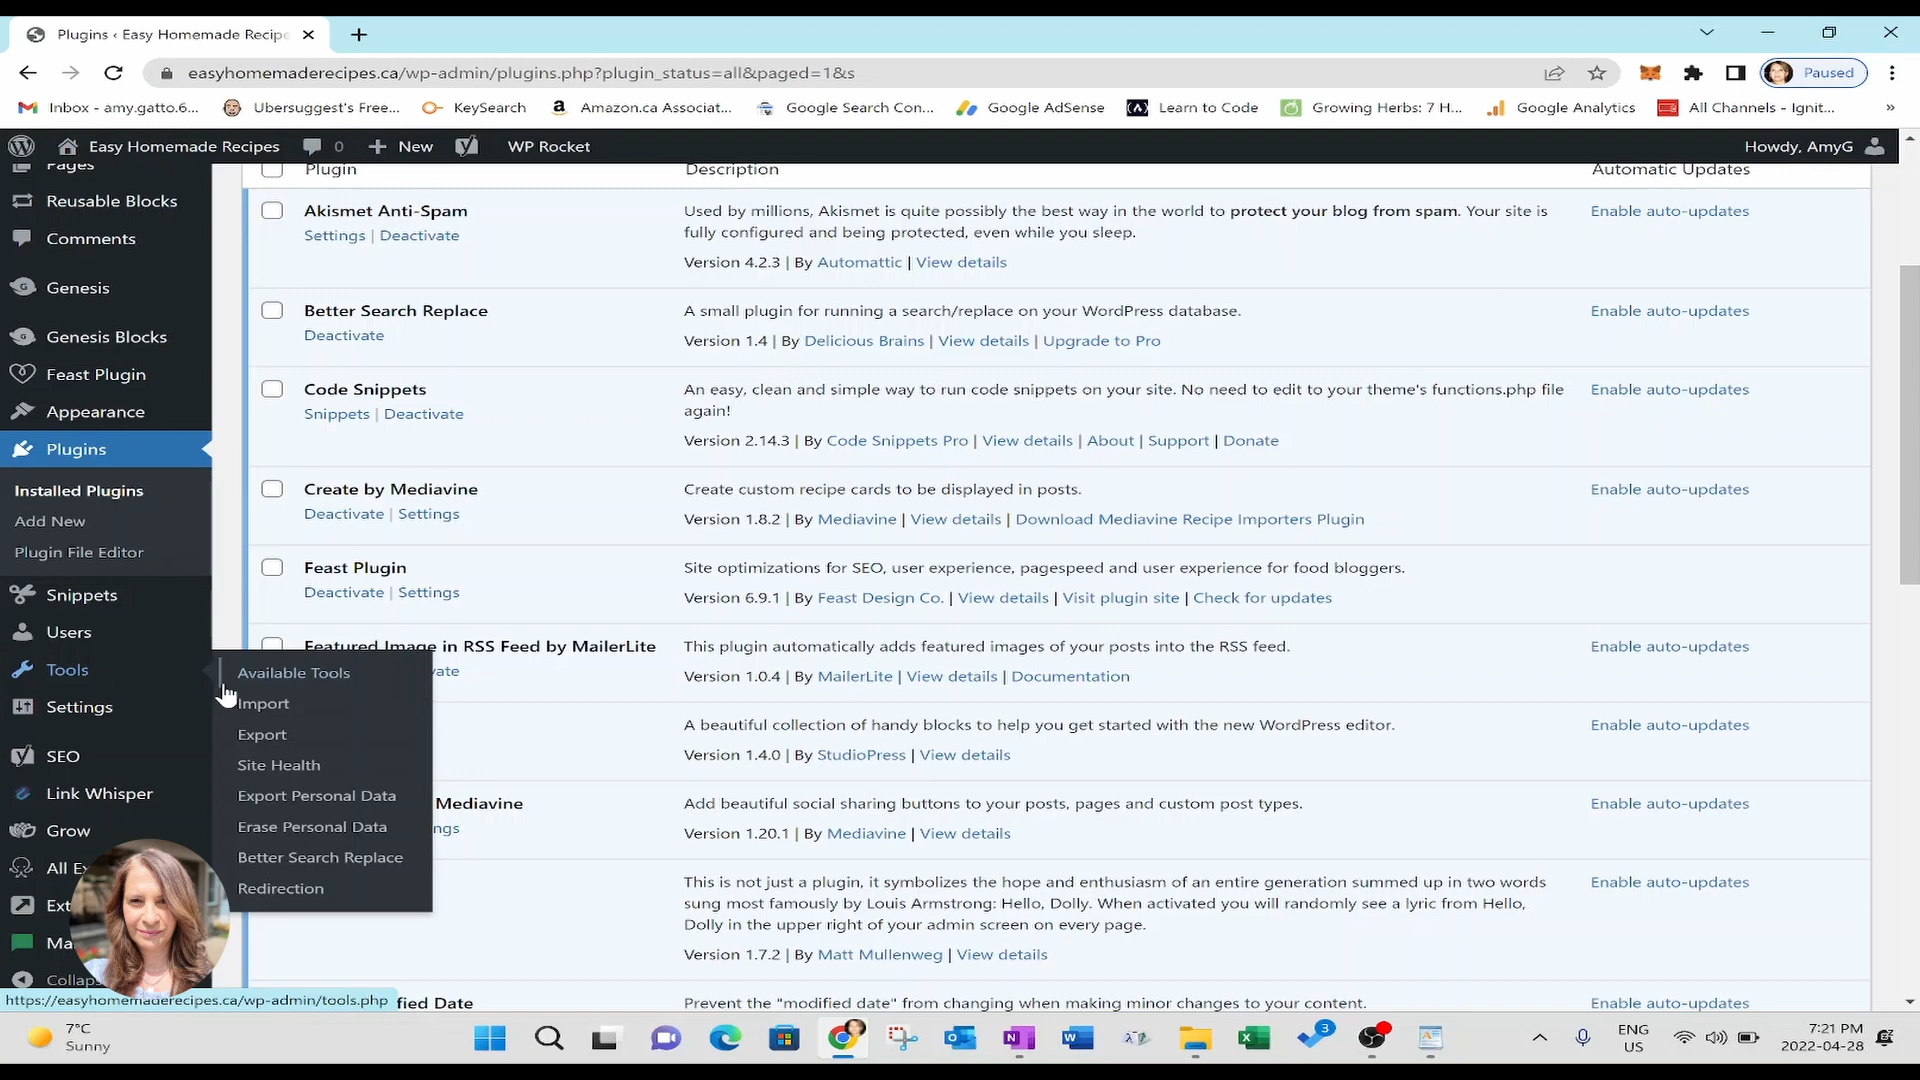 Plugins ‹ Easy Homemade Recipe
easyhomemaderecipes.ca/wp-admin/plugins.php?plugin_status=all&paged=1&s
Paused
Inbox - amy.gatto.6...
Ubersuggest's Free...
KeySearch
Amazon.ca Associat...
Google Search Con...
Google AdSense
Learn to Code
Growing Herbs: 7 H...
Google Analytics
All Channels - Ignit...
»
Easy Homemade Recipes
0
New
WP Rocket
Howdy, AmyG
Pages
Reusable Blocks
Comments
Genesis
Genesis Blocks
Feast Plugin
Appearance
Plugins
Installed Plugins
Add New
Plugin File Editor
Snippets
Users
Tools
Settings
SEO
Link Whisper
Grow
All Ex
Ext
Ma
Collaps
Available Tools
Import
Export
Site Health
Export Personal Data
Erase Personal Data
Better Search Replace
Redirection
Plugin Description Automatic Updates
Akismet Anti-Spam
Settings | Deactivate
Used by millions, Akismet is quite possibly the best way in the world to protect your blog from spam. Your site is
fully configured and being protected, even while you sleep.
Version 4.2.3 | By Automattic | View details
Enable auto-updates
Better Search Replace
Deactivate
A small plugin for running a search/replace on your WordPress database.
Version 1.4 | By Delicious Brains | View details | Upgrade to Pro
Enable auto-updates
Code Snippets
Snippets | Deactivate
An easy, clean and simple way to run code snippets on your site. No need to edit to your theme's functions.php file
again!
Version 2.14.3 | By Code Snippets Pro | View details | About | Support | Donate
Enable auto-updates
Create by Mediavine
Deactivate | Settings
Create custom recipe cards to be displayed in posts.
Version 1.8.2 | By Mediavine | View details | Download Mediavine Recipe Importers Plugin
Enable auto-updates
Feast Plugin
Deactivate | Settings
Site optimizations for SEO, user experience, pagespeed and user experience for food bloggers.
Version 6.9.1 | By Feast Design Co. | View details | Visit plugin site | Check for updates
Featured Image in RSS Feed by MailerLite
vate
This plugin automatically adds featured images of your posts into the RSS feed.
Version 1.0.4 | By MailerLite | View details | Documentation
Enable auto-updates
A beautiful collection of handy blocks to help you get started with the new WordPress editor.
Version 1.4.0 | By StudioPress | View details
Enable auto-updates
Mediavine
ngs
Add beautiful social sharing buttons to your posts, pages and custom post types.
Version 1.20.1 | By Mediavine | View details
Enable auto-updates
This is not just a plugin, it symbolizes the hope and enthusiasm of an entire generation summed up in two words
sung most famously by Louis Armstrong: Hello, Dolly. When activated you will randomly see a lyric from Hello,
Dolly in the upper right of your admin screen on every page.
Version 1.7.2 | By Matt Mullenweg | View details
Enable auto-updates
fied Date
Prevent the "modified date" from changing when making minor changes to your content.
Enable auto-updates
https://easyhomemaderecipes.ca/wp-admin/tools.php
7°C
Sunny
3
ENG
US
7:21 PM
2022-04-28